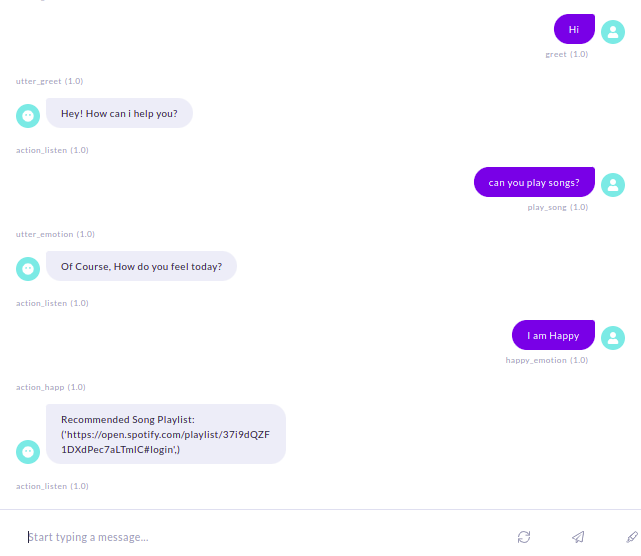 Hi
greet (1.0)
utter_greet (1.0)
Hey! How can i help you?
action_listen (1.0)
can you play songs?
play_song (1.0)
utter_emotion (1.0)
Of Course, How do you feel today?
action_listen (1.0)
I am Happy
happy_emotion (1.0)
action_happ (1.0)
Recommended Song Playlist:
('https://open.spotify.com/playlist/37i9dQZF
1DXdPec7aLTmlC#login',)
action_listen (1.0)
Start typing a message...